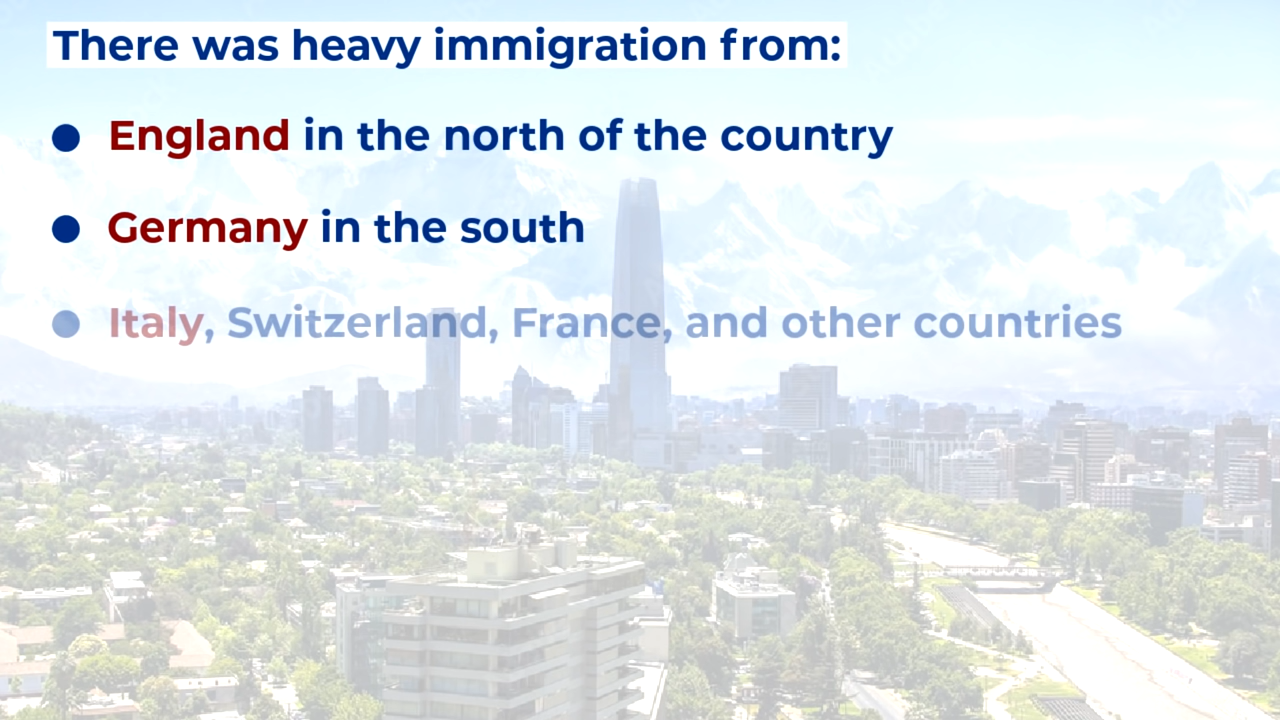 There was heavy immigration from:
● England in the north of the country
● Germany in the south
● Italy, Switzerland, France, and other countries